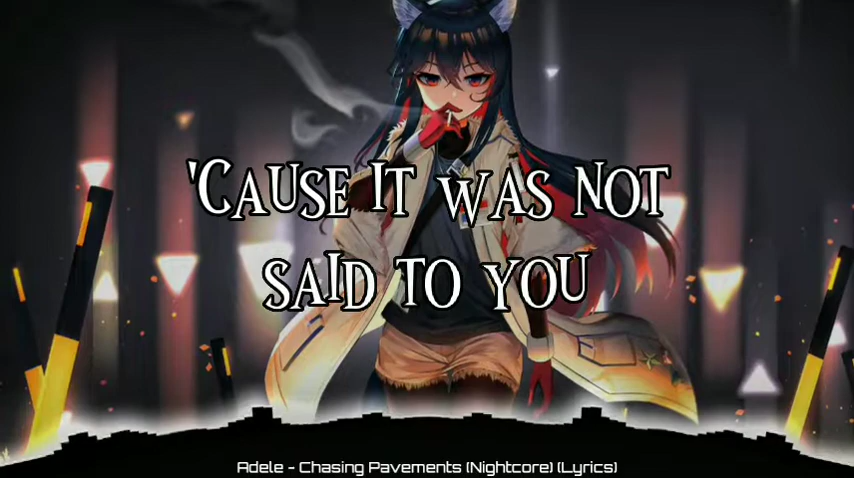 'CAUSE IT WAS NOT
SAID TO YOU
Adele - Chasing Pavements (Nightcore) (Lyrics)